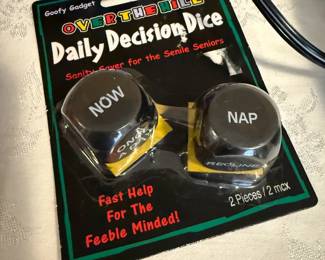 Goofy Gadget
OVER THE HILL
Daily Decision Dice
Sanity Saver for the Senile Seniors
NOW
NAP
ONCE
Fast Help
For The
Feeble Minded!
2 Pieces / 2 mcx